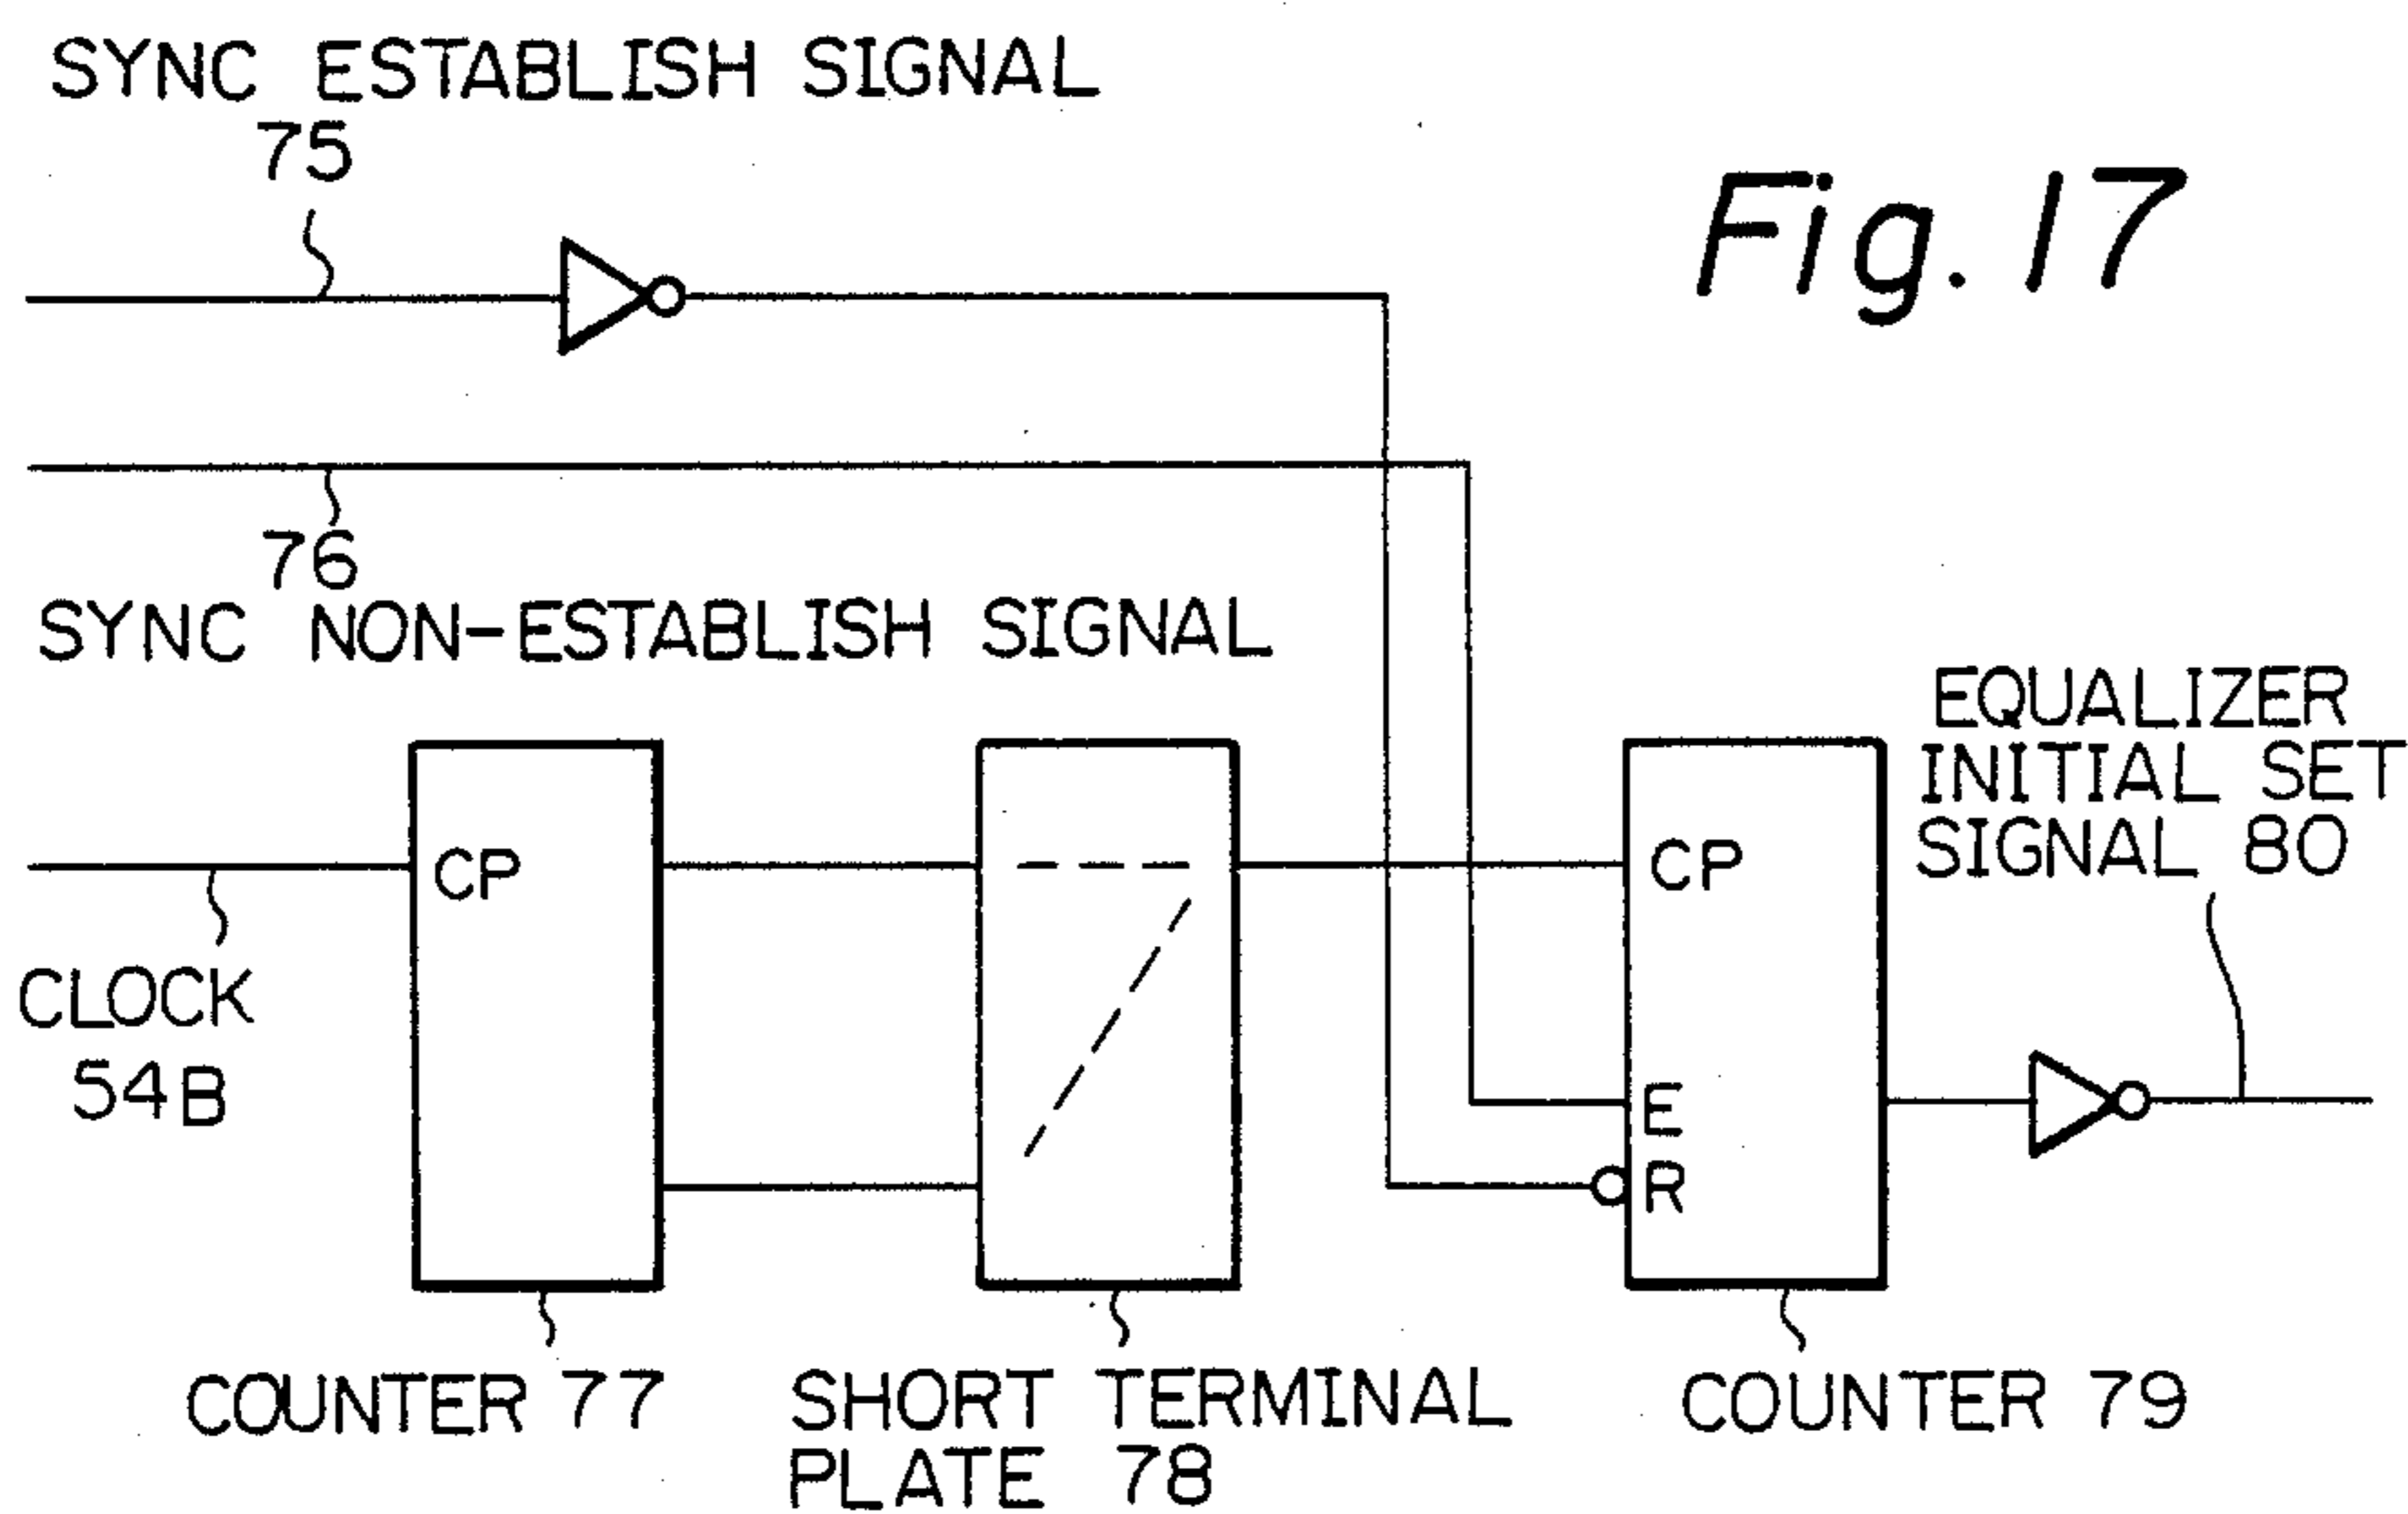 SYNC ESTABLISH SIGNAL
75
Fig. 17
76
SYNC NON-ESTABLISH SIGNAL
EQUALIZER
INITIAL SET
SIGNAL 80
CP
CP
CLOCK
54B
E
R
COUNTER 77
SHORT TERMINAL
PLATE 78
COUNTER 79